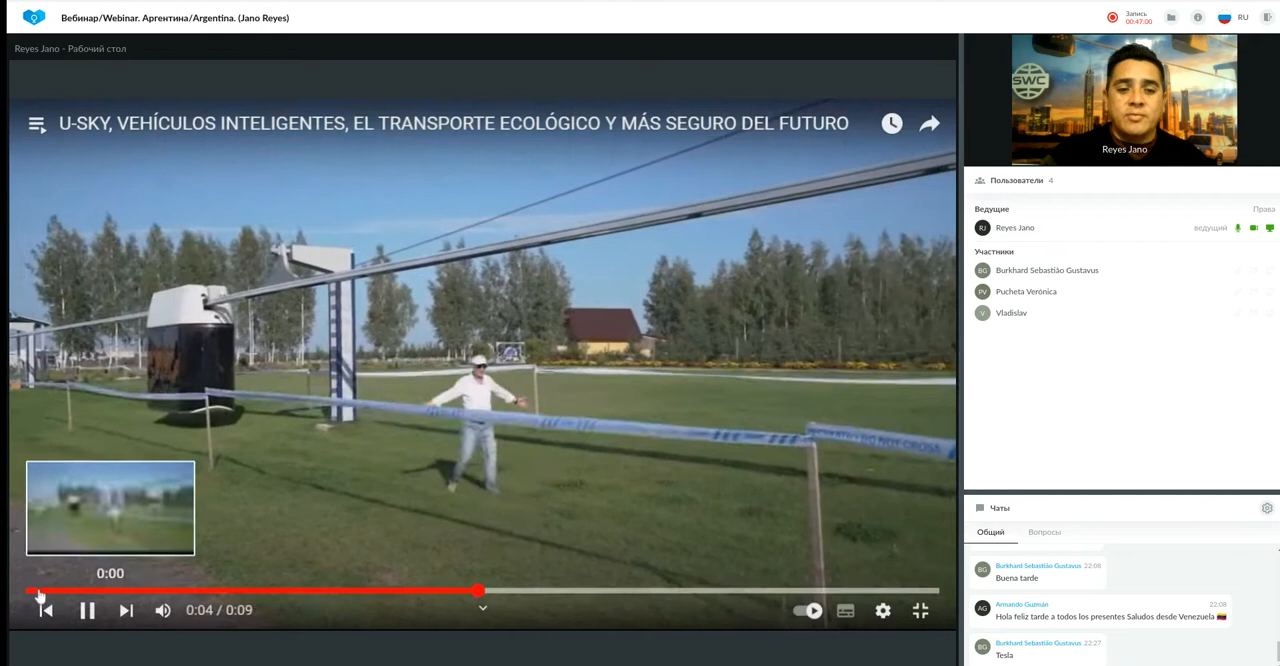 Вебинар/Webinar. Аргентина/Argentina. (Jano Reyes)
Запись
00:47:00
RU
Reyes Jano - Рабочий стол
U-SKY, VEHÍCULOS INTELIGENTES, EL TRANSPORTE ECOLÓGICO Y MÁS SEGURO DEL FUTURO
0:00
0:04 / 0:09
SWC
Reyes Jano
Пользователи 4
Ведущие Права
RJ Reyes Jano ведущий
Участники
BG Burkhard Sebastião Gustavus
PV Pucheta Verónica
V Vladislav
Чаты
Общий Вопросы
BG Burkhard Sebastião Gustavus 22:08
Buena tarde
AG Armando Guzmán 22:08
Hola feliz tarde a todos los presentes Saludos desde Venezuela 🇻🇪
BG Burkhard Sebastião Gustavus 22:27
Tesla